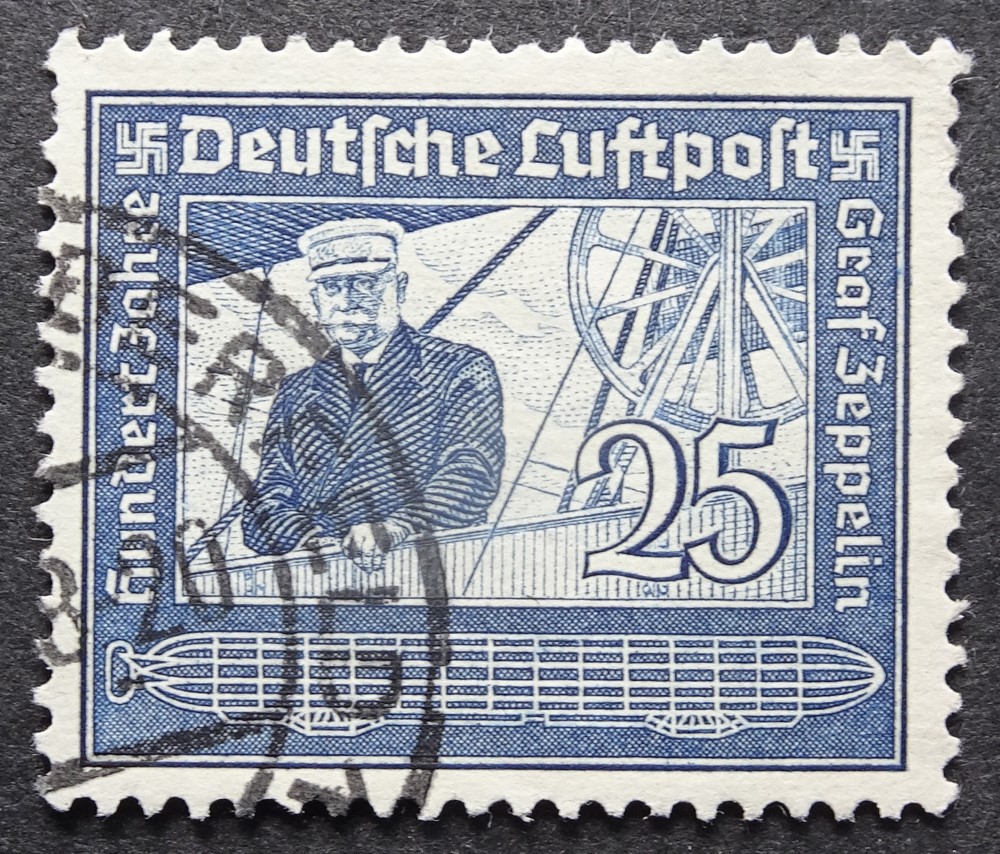 Deutsche Luftpost
Hundert Jahre
Graf Zeppelin
25